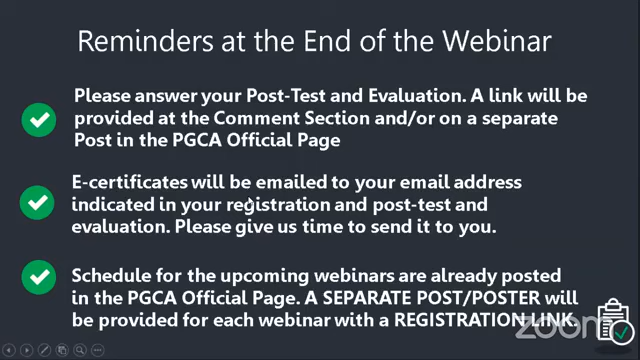 Reminders at the End of the Webinar
Please answer your Post-Test and Evaluation. A link will be
provided at the Comment Section and/or on a separate
Post in the PGCA Official Page
E-certificates will be emailed to your email address
indicated in your registration and post-test and
evaluation. Please give us time to send it to you.
Schedule for the upcoming webinars are already posted
in the PGCA Official Page. A SEPARATE POST/POSTER will
be provided for each webinar with a REGISTRATION LINK.
zoom